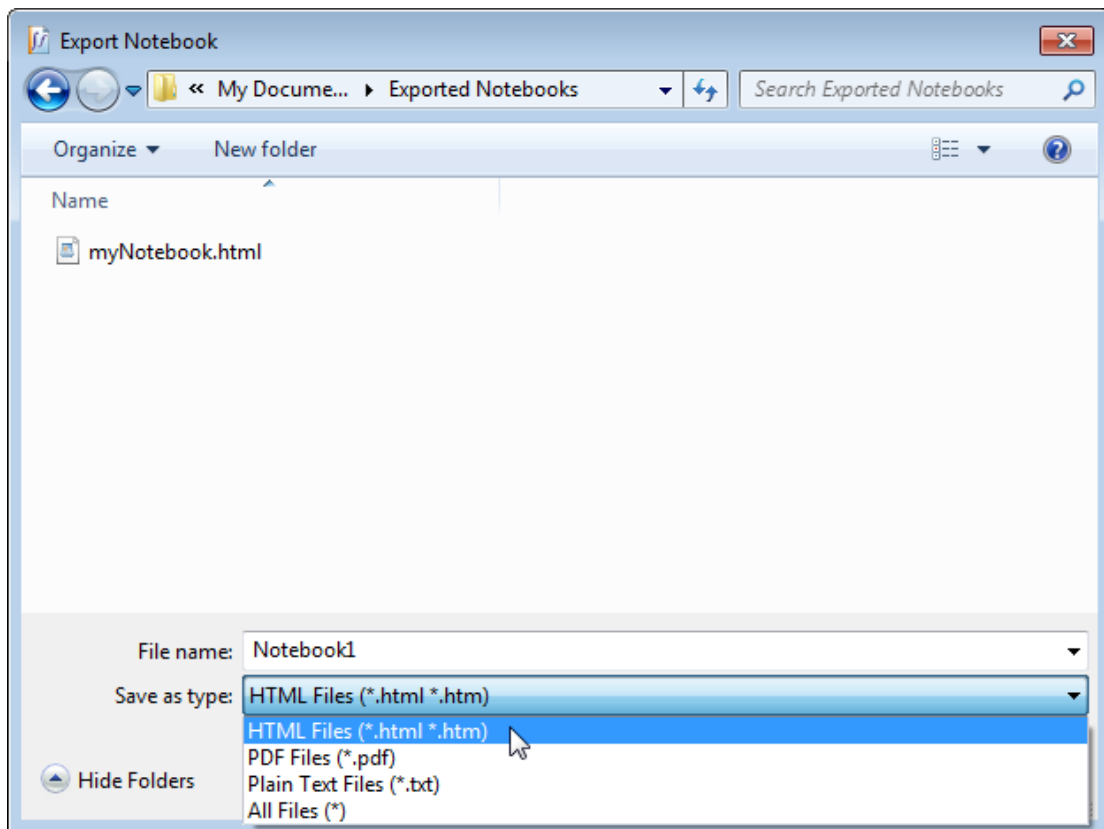 Export Notebook
« My Docume... Exported Notebooks Search Exported Notebooks
Organize New folder
Name
myNotebook.html
File name: Notebook1
Save as type: HTML Files (*.html *.htm)
HTML Files (*.html *.htm)
PDF Files (*.pdf)
Hide Folders Plain Text Files (*.txt)
All Files (*)